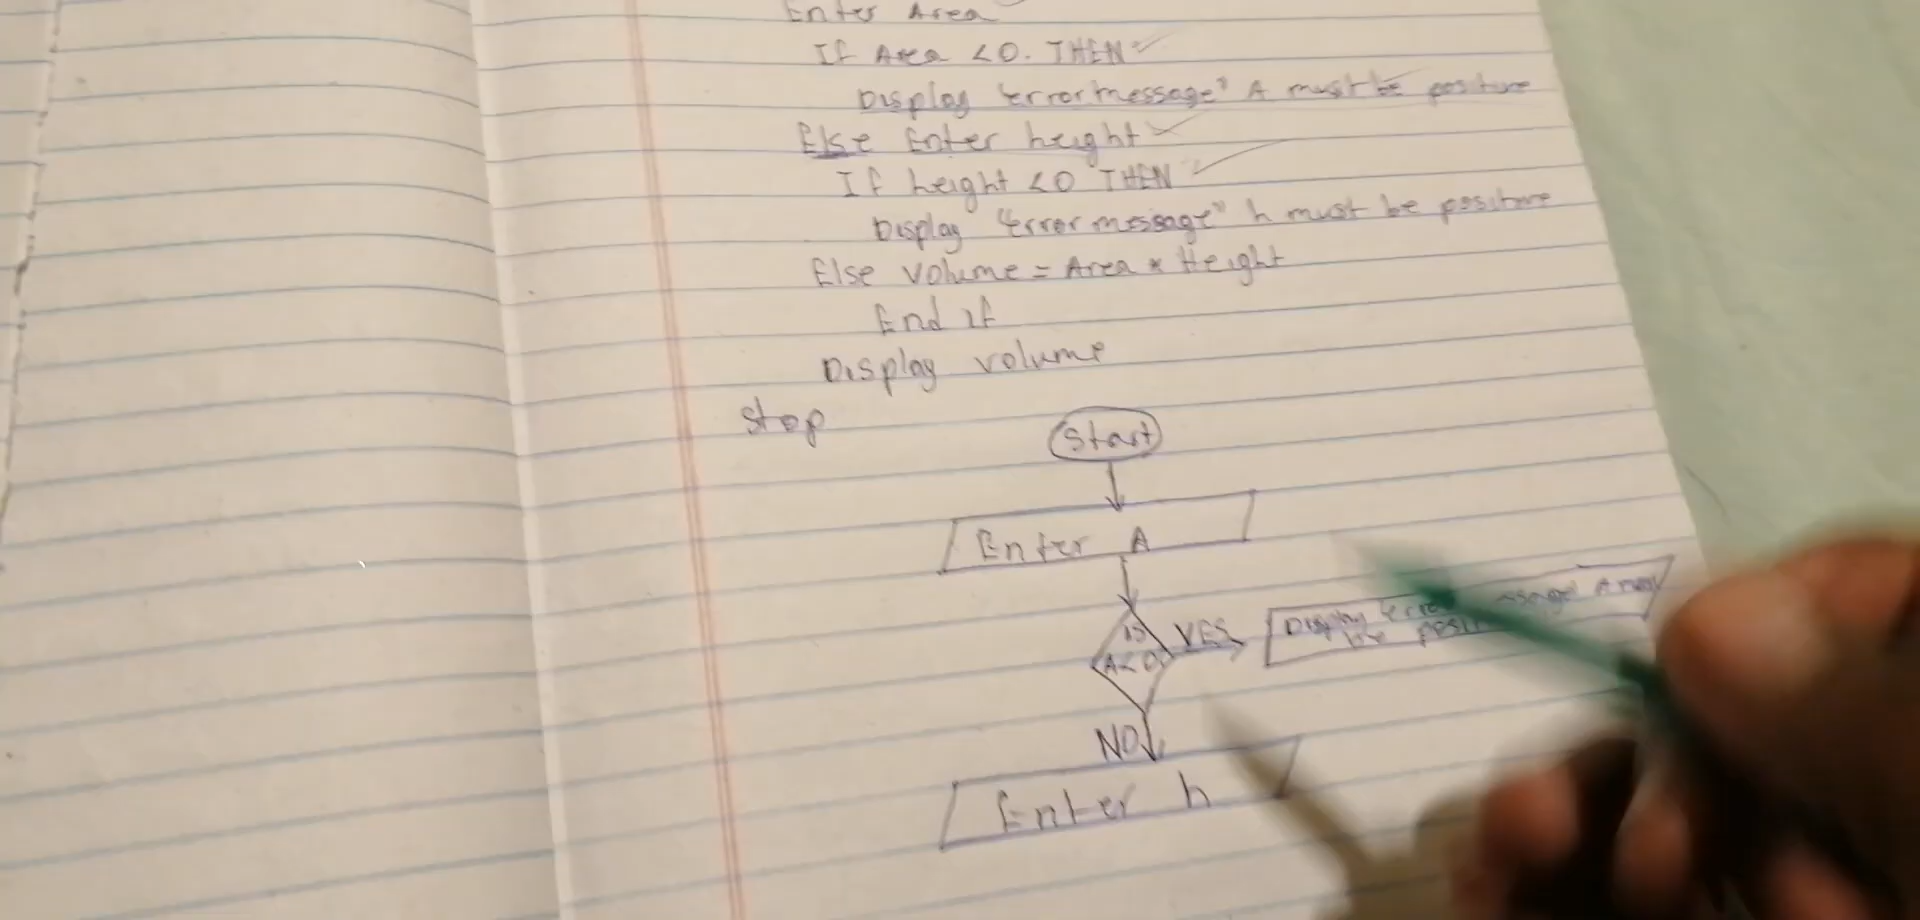 Enter Area
If Area <0. THEN
Display "error message" A must be positive
Else Enter height
If height <0 THEN
Display "Error message" h must be positive
Else volume = Area * Height
End if
Display volume
Stop
Start
Enter A
is
A<0
YES
Display
be
NO
Enter h